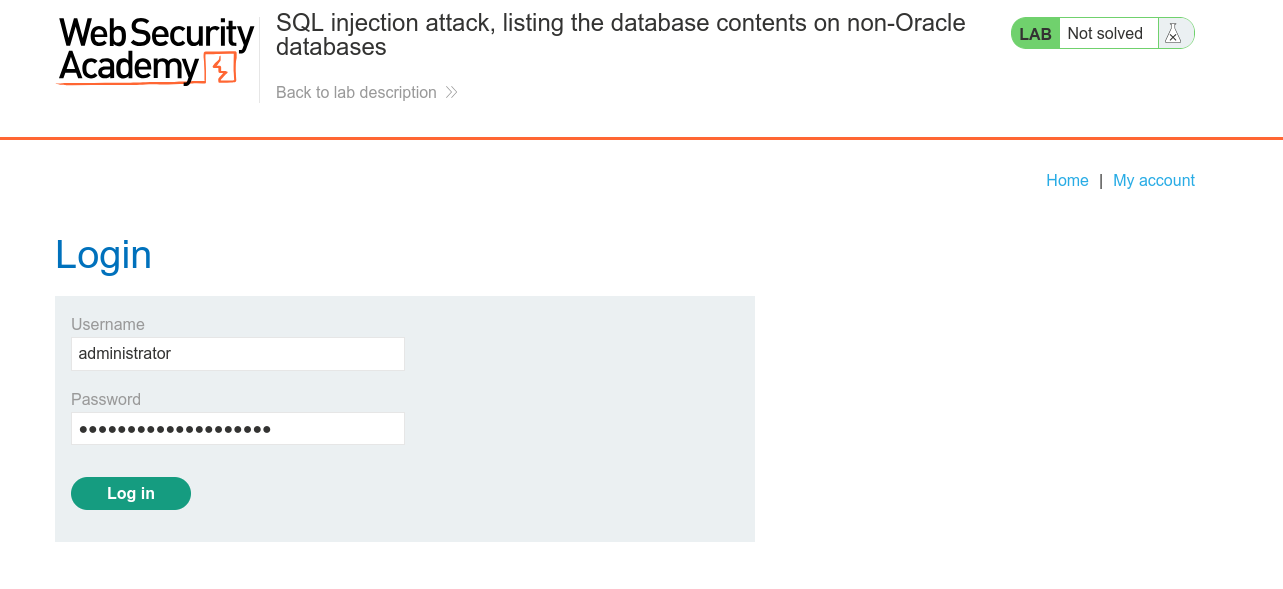 Web Security
Academy
SQL injection attack, listing the database contents on non-Oracle
databases
Back to lab description
LAB Not solved
Home | My account
Login
Username
administrator
Password
••••••••••••••••••••
Log in